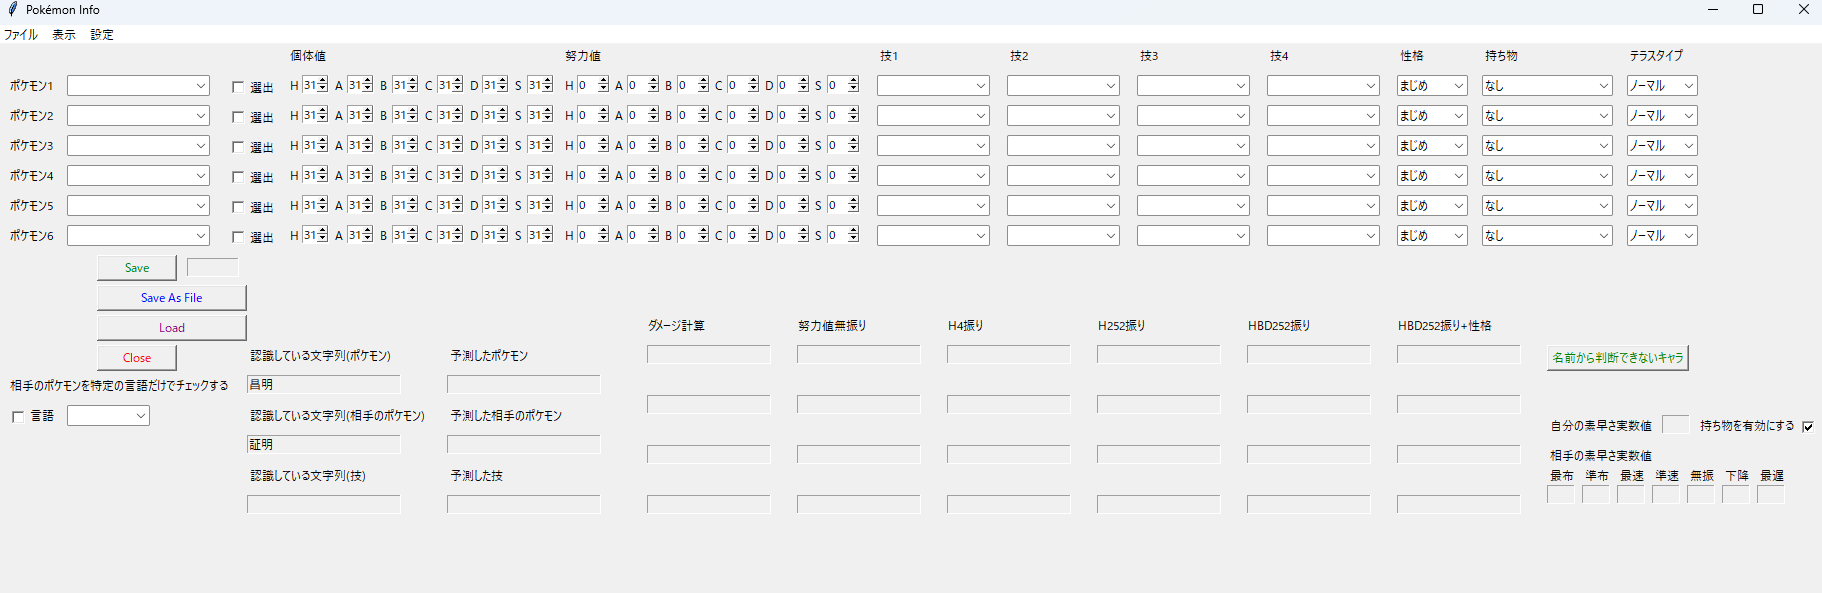 Pokémon Info
ファイル 表示 設定
個体値 努力値 技1 技2 技3 技4 性格 持ち物 テラスタイプ
ポケモン1 選出 H 31 A 31 B 31 C 31 D 31 S 31 H 0 A 0 B 0 C 0 D 0 S 0 まじめ なし ノーマル
ポケモン2 選出 H 31 A 31 B 31 C 31 D 31 S 31 H 0 A 0 B 0 C 0 D 0 S 0 まじめ なし ノーマル
ポケモン3 選出 H 31 A 31 B 31 C 31 D 31 S 31 H 0 A 0 B 0 C 0 D 0 S 0 まじめ なし ノーマル
ポケモン4 選出 H 31 A 31 B 31 C 31 D 31 S 31 H 0 A 0 B 0 C 0 D 0 S 0 まじめ なし ノーマル
ポケモン5 選出 H 31 A 31 B 31 C 31 D 31 S 31 H 0 A 0 B 0 C 0 D 0 S 0 まじめ なし ノーマル
ポケモン6 選出 H 31 A 31 B 31 C 31 D 31 S 31 H 0 A 0 B 0 C 0 D 0 S 0 まじめ なし ノーマル
Save
Save As File
Load
Close
相手のポケモンを特定の言語だけでチェックする
言語
認識している文字列(ポケモン) 予測したポケモン
昌明
認識している文字列(相手のポケモン) 予測した相手のポケモン
証明
認識している文字列(技) 予測した技
ダメージ計算 努力値無振り H4振り H252振り HBD252振り HBD252振り+性格
名前から判断できないキャラ
自分の素早さ実数値 持ち物を有効にする
相手の素早さ実数値
最布 準布 最速 準速 無振 下降 最遅